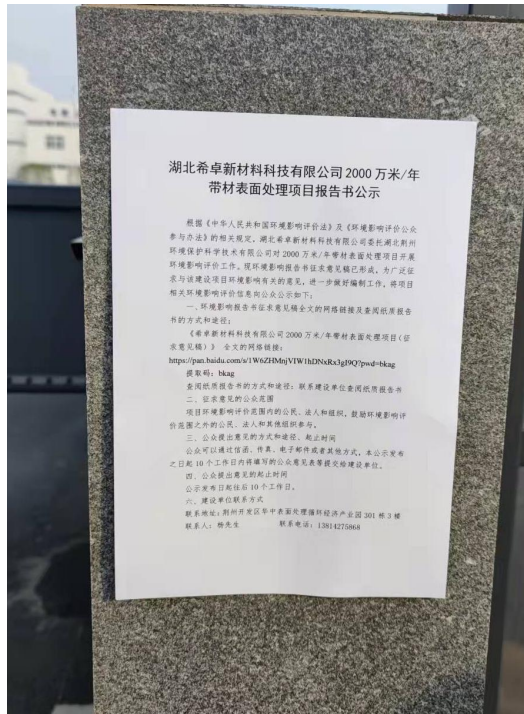 湖北希卓新材料科技有限公司 2000 万米/年
带材表面处理项目报告书公示
根据《中华人民共和国环境影响评价法》及《环境影响评价公众
参与办法》的相关规定，湖北希卓新材料科技有限公司委托湖北荆州
环境保护科学技术有限公司对 2000 万米/年带材表面处理项目开展
环境影响评价工作。现环境影响报告书征求意见稿已形成，为广泛征
求与该建设项目环境影响有关的意见，进一步做好编制工作，将项目
相关环境影响评价信息向公众公示如下：
一、环境影响报告书征求意见稿全文的网络链接及查阅纸质报告
书的方式和途径：
《希卓新材料科技有限公司 2000 万米/年带材表面处理项目（征
求意见稿）》 全文的网络链接：
https://pan.baidu.com/s/1W6ZHMnjVIW1hDNxRx3gI9Q?pwd=bkag
提取码：bkag
查阅纸质报告书的方式和途径：联系建设单位查阅纸质报告书
二、征求意见的公众范围
项目环境影响评价范围内的公民、法人和组织，鼓励环境影响评
价范围之外的公民、法人和其他组织参与。
三、公众提出意见的方式和途径、起止时间
公众可以通过信函、传真、电子邮件或者其他方式，本公示发布
之日起 10 个工作日内将填写的公众意见表等提交给建设单位。
四、公众提出意见的起止时间
公示发布日起往后 10 个工作日。
六、建设单位联系方式
联系地址：荆州开发区华中表面处理循环经济产业园 301 栋 3 楼
联系人：杨先生 联系电话：13814275868